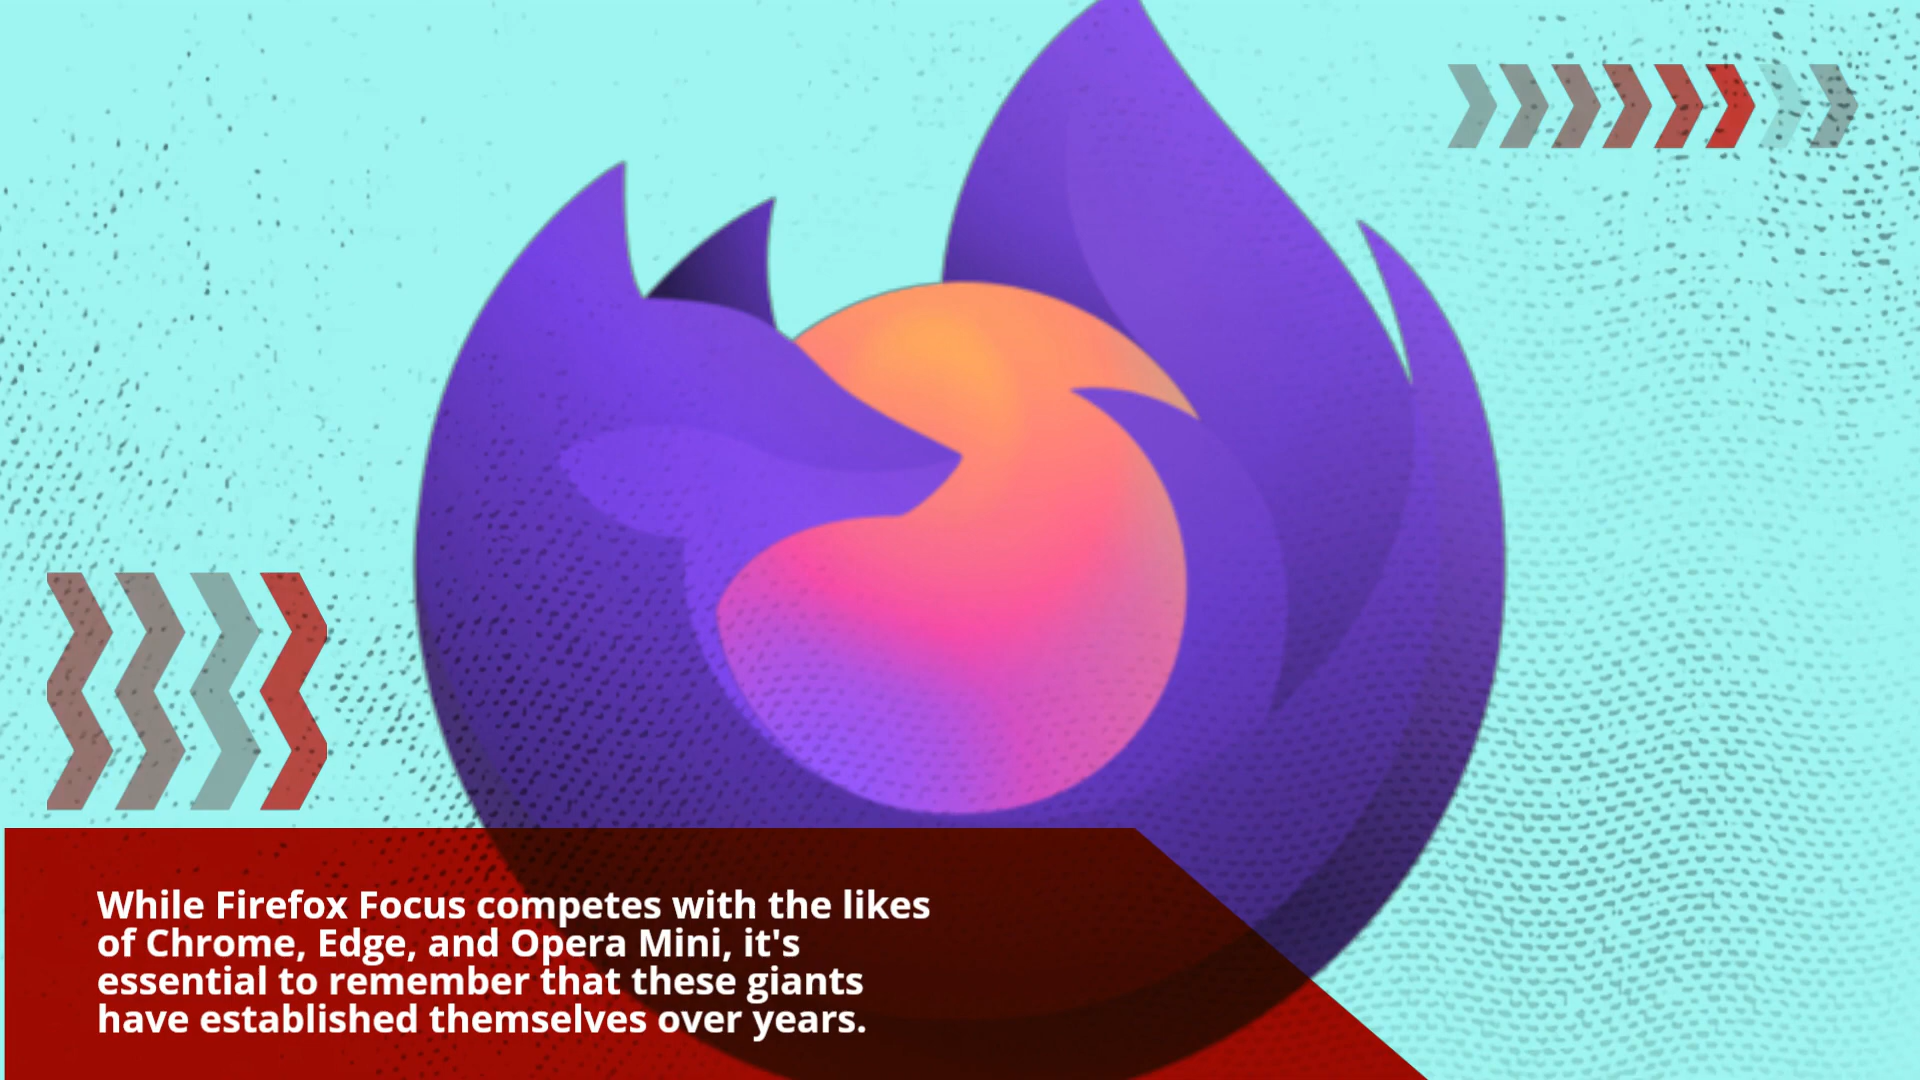 While Firefox Focus competes with the likes
of Chrome, Edge, and Opera Mini, it's
essential to remember that these giants
have established themselves over years.